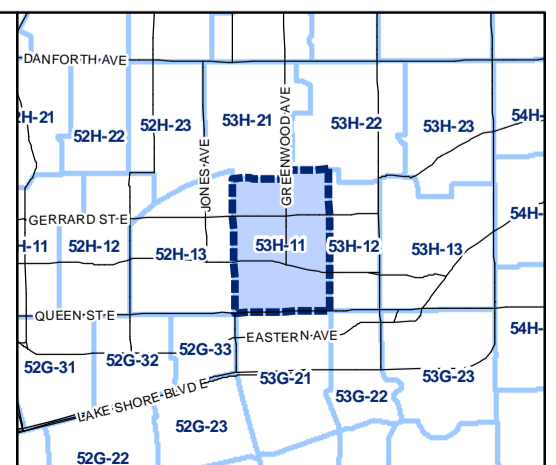 DANFORTH AVE
GREENWOOD AVE
JONES AVE
52H-22
52H-23
53H-21
53H-22
53H-23
54H-
GERRARD ST E
54H-
H-11
52H-12
52H-13
53H-11
53H-12
53H-13
QUEEN ST E
EASTERN AVE
54H-
52G-31
52G-32
52G-33
53G-21
53G-22
53G-23
LAKE SHORE BLVD E
52G-23
52G-22